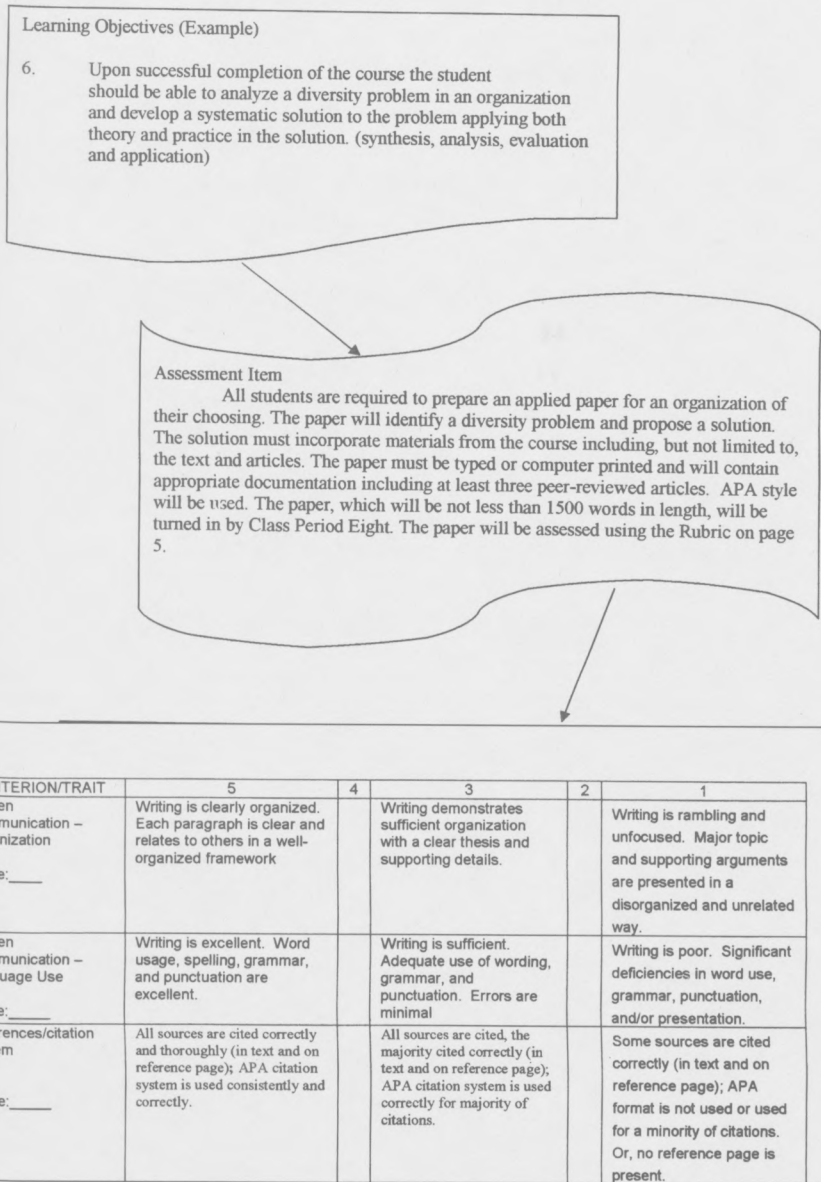 Learning Objectives (Example)
6. Upon successful completion of the course the student
should be able to analyze a diversity problem in an organization
and develop a systematic solution to the problem applying both
theory and practice in the solution. (synthesis, analysis, evaluation
and application)
Assessment Item
All students are required to prepare an applied paper for an organization of
their choosing. The paper will identify a diversity problem and propose a solution.
The solution must incorporate materials from the course including, but not limited to,
the text and articles. The paper must be typed or computer printed and will contain
appropriate documentation including at least three peer-reviewed articles. APA style
will be used. The paper, which will be not less than 1500 words in length, will be
turned in by Class Period Eight. The paper will be assessed using the Rubric on page
5.
TERION/TRAIT 5 4 3 2 1
en
munication –
nization
e:____
Writing is clearly organized.
Each paragraph is clear and
relates to others in a well-
organized framework
Writing demonstrates
sufficient organization
with a clear thesis and
supporting details.
Writing is rambling and
unfocused. Major topic
and supporting arguments
are presented in a
disorganized and unrelated
way.
en
munication –
uage Use
e:____
Writing is excellent. Word
usage, spelling, grammar,
and punctuation are
excellent.
Writing is sufficient.
Adequate use of wording,
grammar, and
punctuation. Errors are
minimal
Writing is poor. Significant
deficiencies in word use,
grammar, punctuation,
and/or presentation.
rences/citation
em
e:____
All sources are cited correctly
and thoroughly (in text and on
reference page); APA citation
system is used consistently and
correctly.
All sources are cited, the
majority cited correctly (in
text and on reference page);
APA citation system is used
correctly for majority of
citations.
Some sources are cited
correctly (in text and on
reference page); APA
format is not used or used
for a minority of citations.
Or, no reference page is
present.